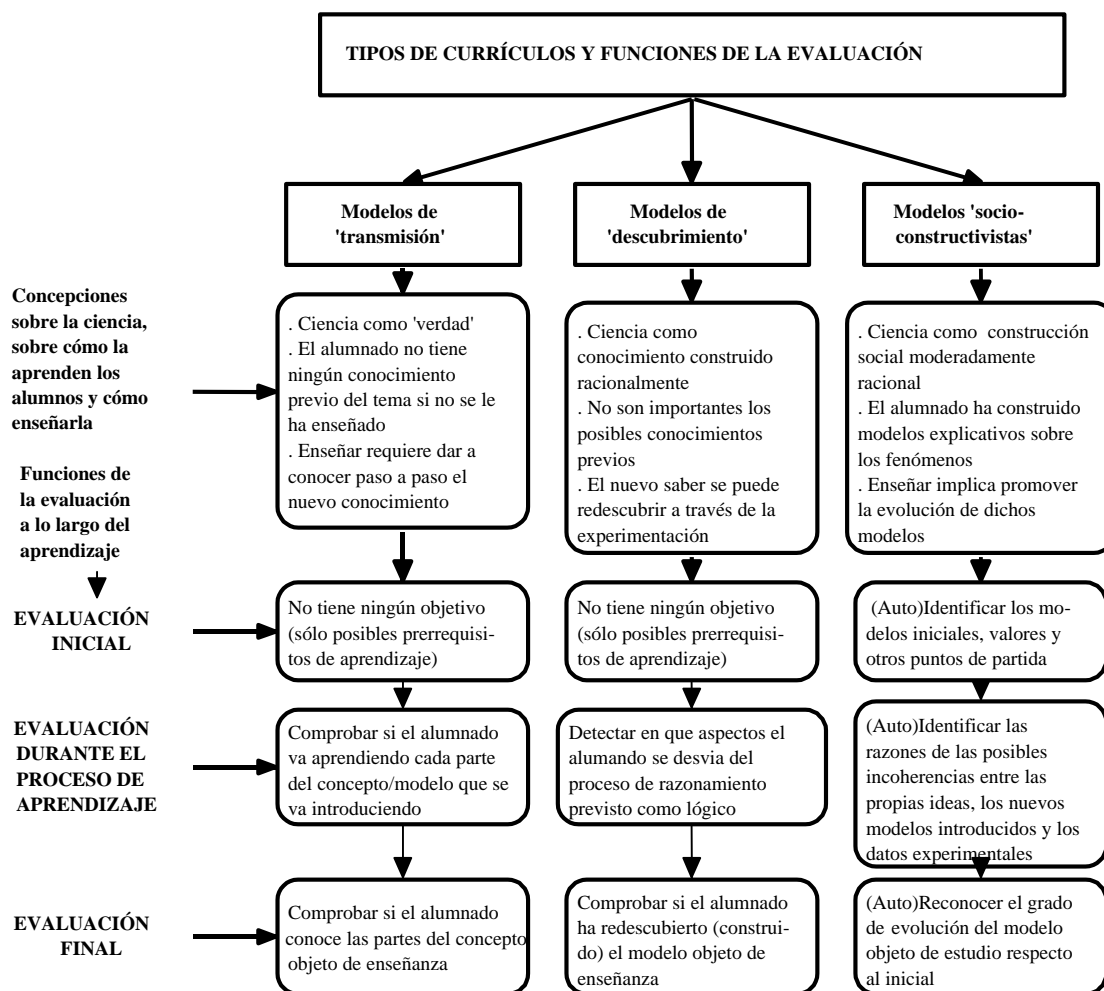 TIPOS DE CURRÍCULOS Y FUNCIONES DE LA EVALUACIÓN
Modelos de
'transmisión'
Modelos de
'descubrimiento'
Modelos 'socio-
constructivistas'
Concepciones
sobre la ciencia,
sobre cómo la
aprenden los
alumnos y cómo
enseñarla
. Ciencia como 'verdad'
. El alumnado no tiene
ningún conocimiento
previo del tema si no se le
ha enseñado
. Enseñar requiere dar a
conocer paso a paso el
nuevo conocimiento
. Ciencia como
conocimiento construido
racionalmente
. No son importantes los
posibles conocimientos
previos
. El nuevo saber se puede
redescubrir a través de la
experimentación
. Ciencia como construcción
social moderadamente
racional
. El alumnado ha construido
modelos explicativos sobre
los fenómenos
. Enseñar implica promover
la evolución de dichos
modelos
Funciones de
la evaluación
a lo largo del
aprendizaje
EVALUACIÓN
INICIAL
No tiene ningún objetivo
(sólo posibles prerrequisi-
tos de aprendizaje)
No tiene ningún objetivo
(sólo posibles prerrequisi-
tos de aprendizaje)
(Auto)Identificar los mo-
delos iniciales, valores y
otros puntos de partida
EVALUACIÓN
DURANTE EL
PROCESO DE
APRENDIZAJE
Comprobar si el alumnado
va aprendiendo cada parte
del concepto/modelo que se
va introduciendo
Detectar en que aspectos el
alumando se desvia del
proceso de razonamiento
previsto como lógico
(Auto)Identificar las
razones de las posibles
incoherencias entre las
propias ideas, los nuevos
modelos introducidos y los
datos experimentales
EVALUACIÓN
FINAL
Comprobar si el alumnado
conoce las partes del concepto
objeto de enseñanza
Comprobar si el alumnado
ha redescubierto (construi-
do) el modelo objeto de
enseñanza
(Auto)Reconocer el grado
de evolución del modelo
objeto de estudio respecto
al inicial